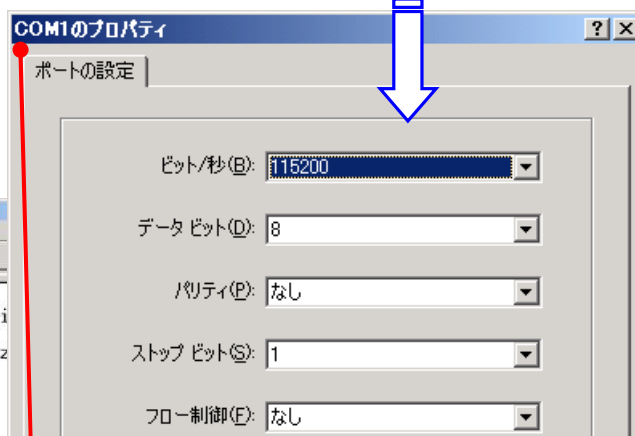 COM1のプロパティ
ポートの設定
ビット/秒(B): 115200
データ ビット(D): 8
パリティ(P): なし
ストップ ビット(S): 1
フロー制御(F): なし